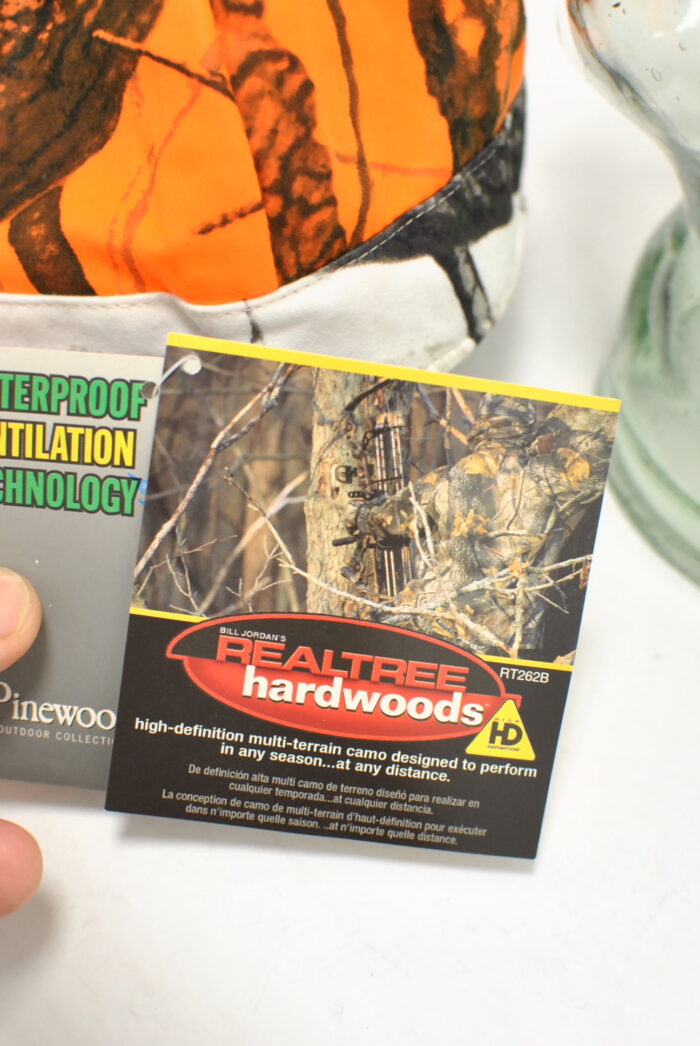 TERPROOF
NTILATION
CHNOLOGY
Pinewoo
OUTDOOR COLLECTI
BILL JORDAN'S
REALTREE
hardwoods
RT262B
HIGH
HD
DEFINITION
high-definition multi-terrain camo designed to perform
in any season...at any distance.
De definición alta multi camo de terreno diseñó para realizar en
cualquier temporada...at cualquier distancia.
La conception de camo de multi-terrain d'haut-définition pour exécuter
dans n'importe quelle saison. ..at n'importe quelle distance.